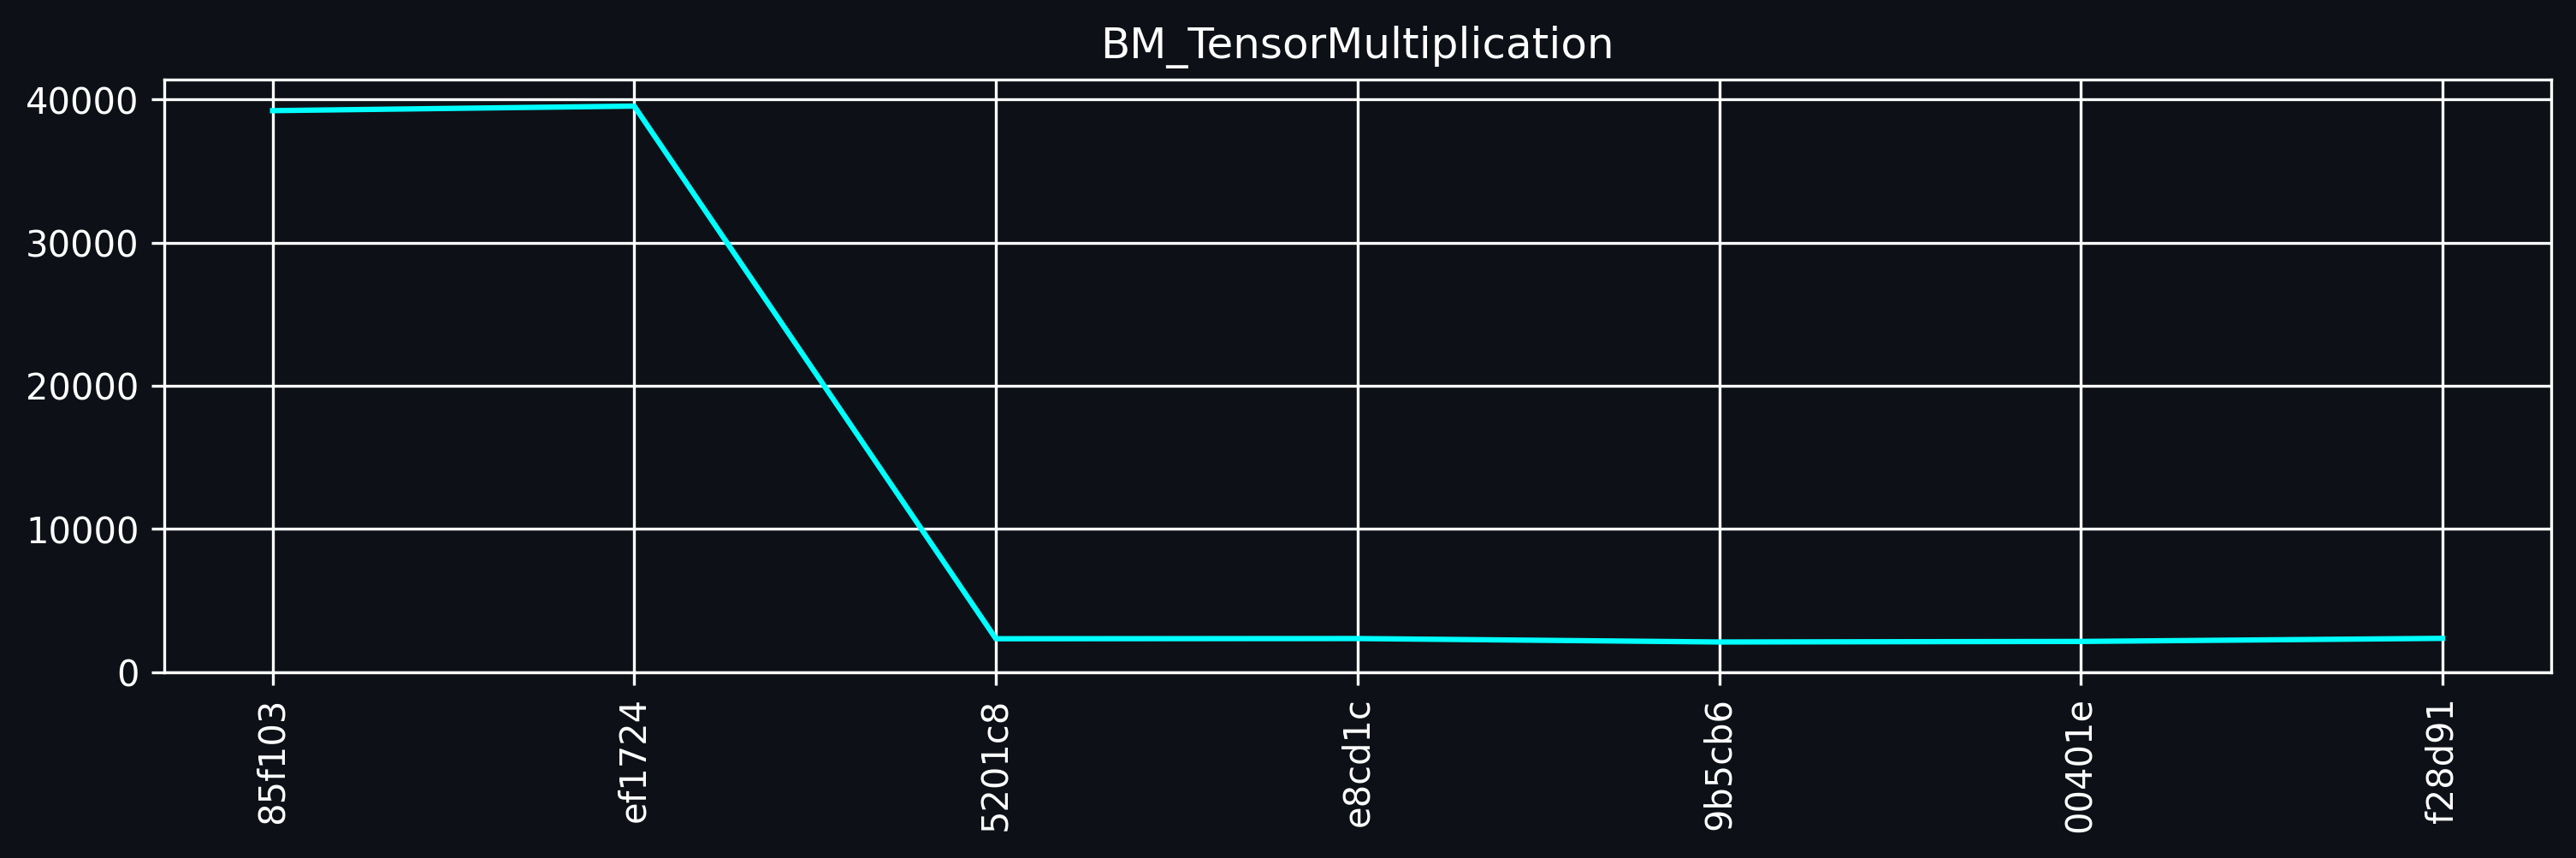 BM_TensorMultiplication
40000
30000
20000
10000
0
85f103
ef1724
5201c8
e8cd1c
9b5cb6
00401e
f28d91